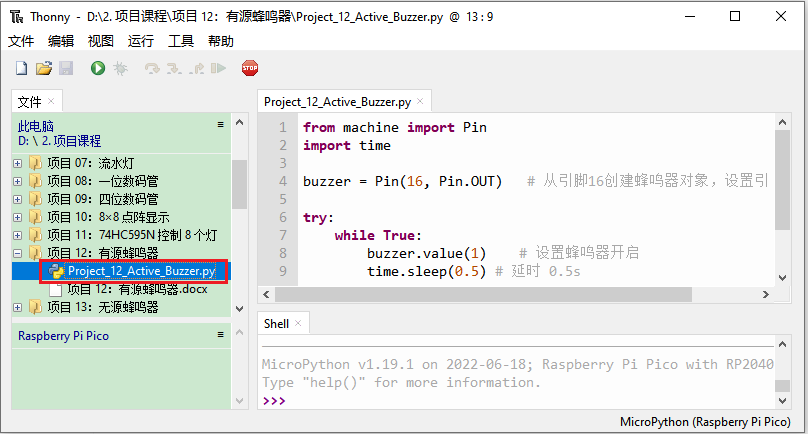 Thonny - D:\2. 项目课程\项目 12：有源蜂鸣器\Project_12_Active_Buzzer.py @ 13 : 9
文件 编辑 视图 运行 工具 帮助
STOP
文件 ×
此电脑 ≡
D: \ 2. 项目课程
项目 07：流水灯
项目 08：一位数码管
项目 09：四位数码管
项目 10：8×8 点阵显示
项目 11：74HC595N 控制 8 个灯
项目 12：有源蜂鸣器
Project_12_Active_Buzzer.py
项目 12：有源蜂鸣器.docx
项目 13：无源蜂鸣器
Raspberry Pi Pico ≡
Project_12_Active_Buzzer.py ×
1 from machine import Pin
2 import time
3
4 buzzer = Pin(16, Pin.OUT) # 从引脚16创建蜂鸣器对象，设置引
5
6 try:
7 while True:
8 buzzer.value(1) # 设置蜂鸣器开启
9 time.sleep(0.5) # 延时 0.5s
Shell ×
MicroPython v1.19.1 on 2022-06-18; Raspberry Pi Pico with RP2040
Type "help()" for more information.
>>>
MicroPython (Raspberry Pi Pico)